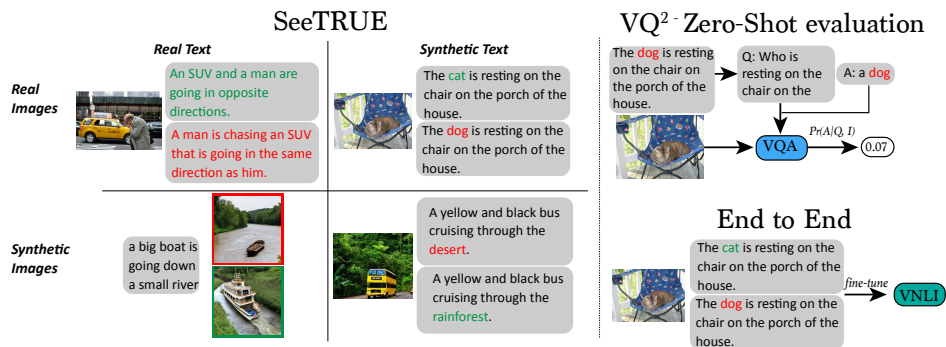 SeeTRUE
Real Text
Synthetic Text
Real
Images
An SUV and a man are
going in opposite
directions.
A man is chasing an SUV
that is going in the same
direction as him.
The cat is resting on the
chair on the porch of the
house.
The dog is resting on the
chair on the porch of the
house.
Synthetic
Images
a big boat is
going down
a small river
A yellow and black bus
cruising through the
desert.
A yellow and black bus
cruising through the
rainforest.
VQ² - Zero-Shot evaluation
The dog is resting
on the chair on
the porch of the
house.
Q: Who is
resting on the
chair on the
A: a dog
VQA
Pr(A|Q, I)
0.07
End to End
The cat is resting on the
chair on the porch of the
house.
The dog is resting on the
chair on the porch of the
house.
fine-tune
VNLI